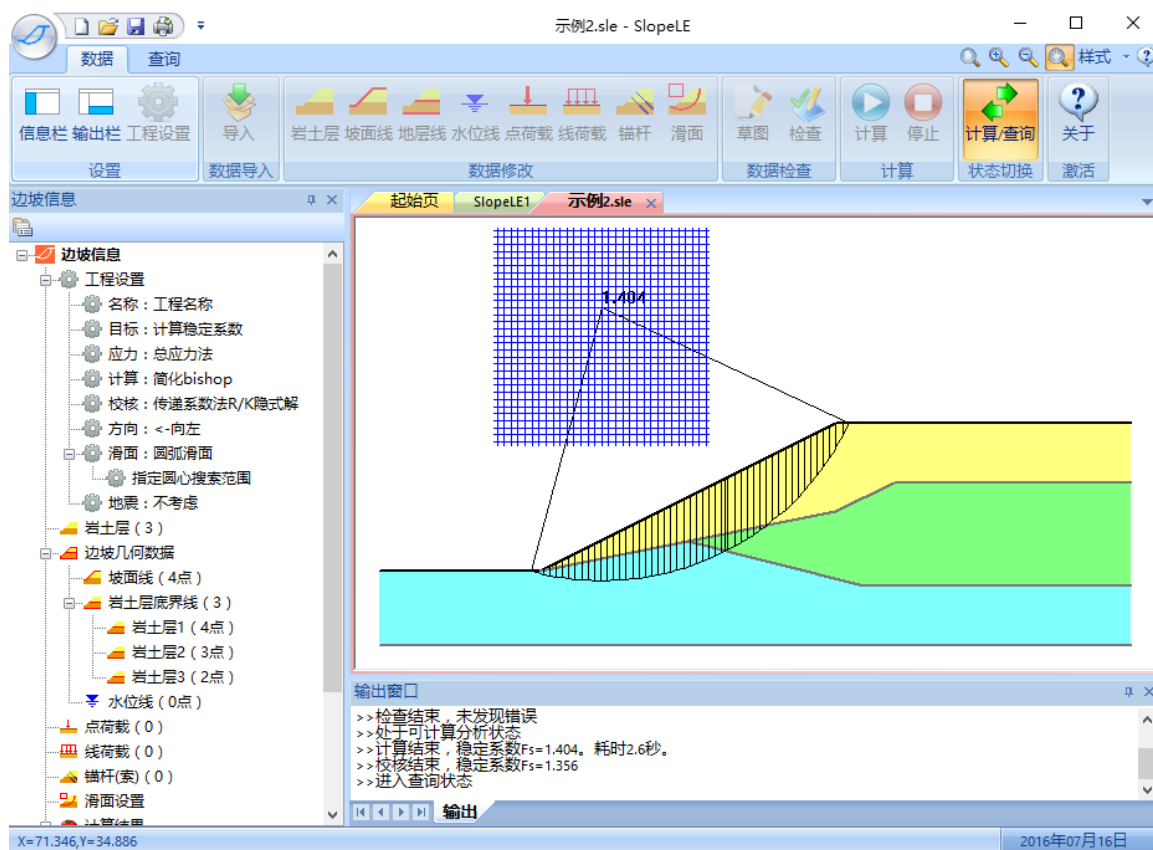 示例2.sle - SlopeLE
数据 查询
样式
信息栏 输出栏 工程设置 导入 岩土层 坡面线 地层线 水位线 点荷载 线荷载 锚杆 滑面 草图 检查 计算 停止 计算/查询 关于
设置 数据导入 数据修改 数据检查 计算 状态切换 激活
边坡信息
起始页 SlopeLE1 示例2.sle
边坡信息
工程设置
名称：工程名称
目标：计算稳定系数
应力：总应力法
计算：简化bishop
校核：传递系数法R/K隐式解
方向：<-向左
滑面：圆弧滑面
指定圆心搜索范围
地震：不考虑
岩土层(3)
边坡几何数据
坡面线(4点)
岩土层底界线(3)
岩土层1(4点)
岩土层2(3点)
岩土层3(2点)
水位线(0点)
点荷载(0)
线荷载(0)
锚杆(索)(0)
滑面设置
计算结果
1.404
输出窗口
>>检查结束，未发现错误
>>处于可计算分析状态
>>计算结束，稳定系数Fs=1.404。耗时2.6秒。
>>校核结束，稳定系数Fs=1.356
>>进入查询状态
输出
X=71.346,Y=34.886
2016年07月16日